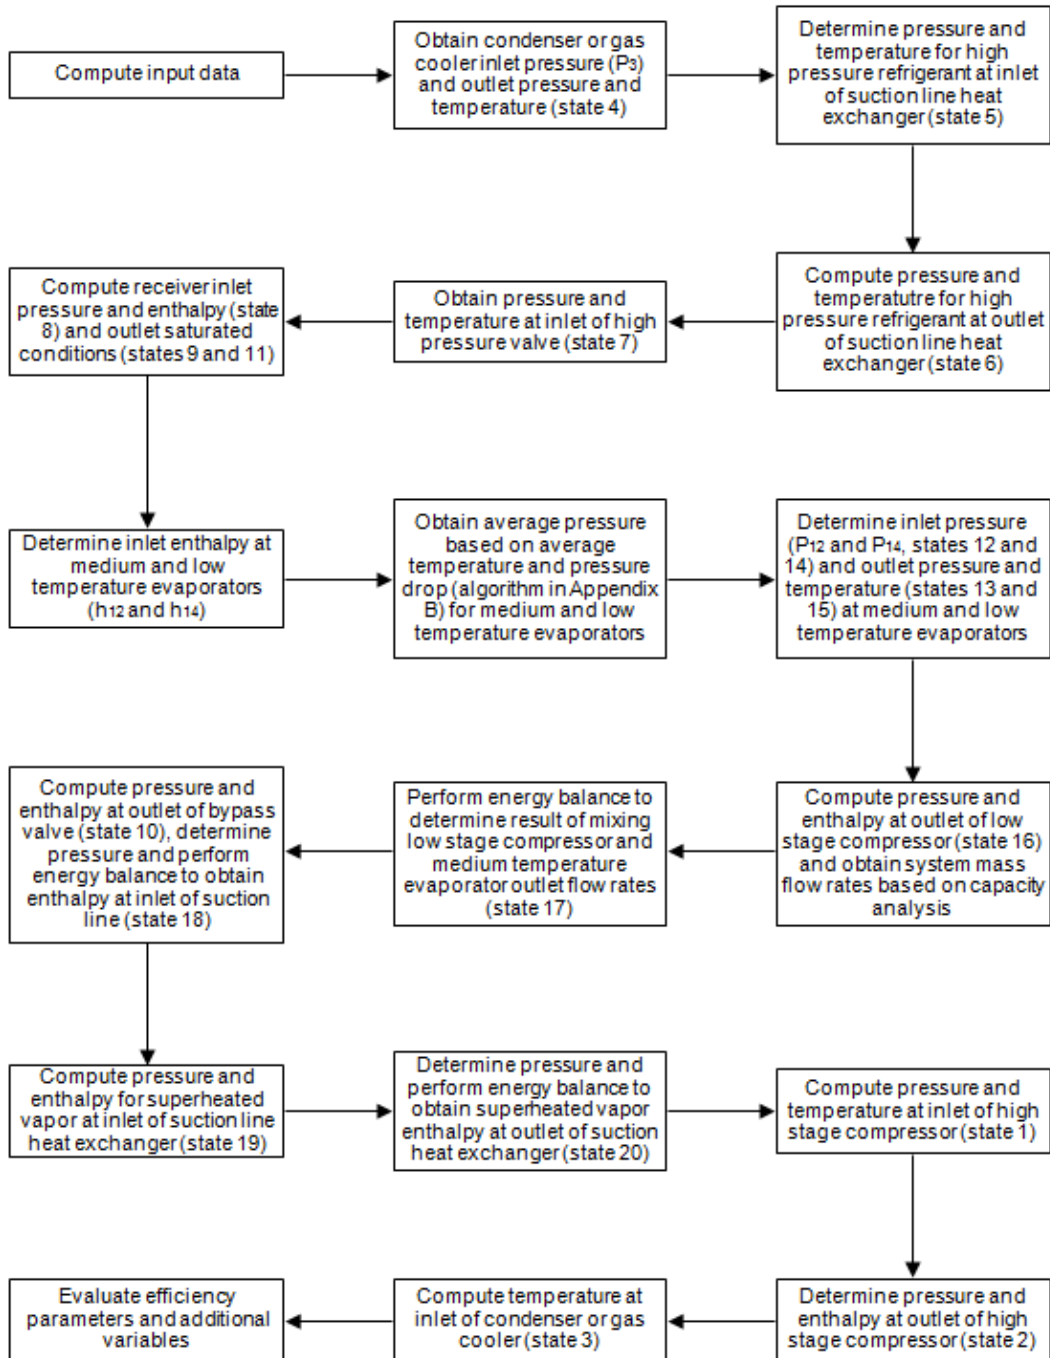 Compute input data
Obtain condenser or gas
cooler inlet pressure (P3)
and outlet pressure and
temperature (state 4)
Determine pressure and
temperature for high
pressure refrigerant at inlet
of suction line heat
exchanger (state 5)
Compute pressure and
temperatutre for high
pressure refrigerant at outlet
of suction line heat
exchanger (state 6)
Obtain pressure and
temperature at inlet of high
pressure valve (state 7)
Compute receiver inlet
pressure and enthalpy (state
8) and outlet saturated
conditions (states 9 and 11)
Determine inlet enthalpy at
medium and low
temperature evaporators
(h12 and h14)
Obtain average pressure
based on average
temperature and pressure
drop (algorithm in Appendix
B) for medium and low
temperature evaporators
Determine inlet pressure
(P12 and P14, states 12 and
14) and outlet pressure and
temperature (states 13 and
15) at medium and low
temperature evaporators
Compute pressure and
enthalpy at outlet of low
stage compressor (state 16)
and obtain system mass
flow rates based on capacity
analysis
Perform energy balance to
determine result of mixing
low stage compressor and
medium temperature
evaporator outlet flow rates
(state 17)
Compute pressure and
enthalpy at outlet of bypass
valve (state 10), determine
pressure and perform
energy balance to obtain
enthalpy at inlet of suction
line (state 18)
Compute pressure and
enthalpy for superheated
vapor at inlet of suction line
heat exchanger (state 19)
Determine pressure and
perform energy balance to
obtain superheated vapor
enthalpy at outlet of suction
heat exchanger (state 20)
Compute pressure and
temperature at inlet of high
stage compressor (state 1)
Determine pressure and
enthalpy at outlet of high
stage compressor (state 2)
Compute temperature at
inlet of condenser or gas
cooler (state 3)
Evaluate efficiency
parameters and additional
variables